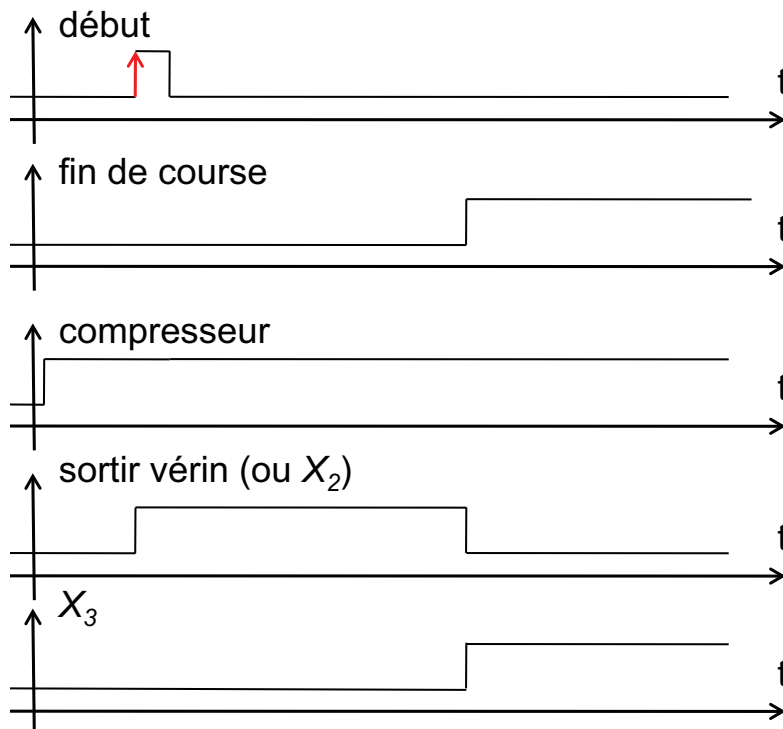 début
t
fin de course
t
compresseur
t
sortir vérin (ou X2)
t
X3
t